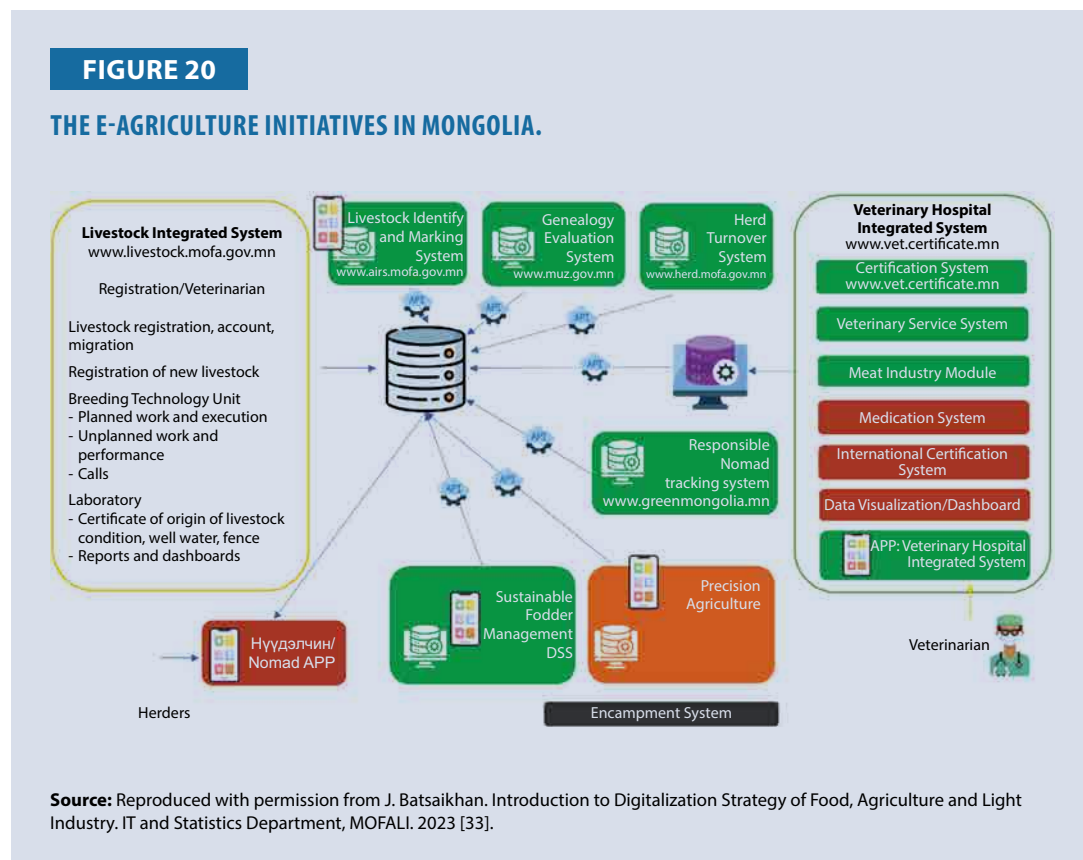 FIGURE 20
THE E-AGRICULTURE INITIATIVES IN MONGOLIA.
Livestock Integrated System
www.livestock.mofa.gov.mn
Registration/Veterinarian
Livestock registration, account,
migration
Registration of new livestock
Breeding Technology Unit
- Planned work and execution
- Unplanned work and
performance
- Calls
Laboratory
- Certificate of origin of livestock
condition, well water, fence
- Reports and dashboards
Livestock Identify
and Marking
System
www.airs.mofa.gov.mn
Genealogy
Evaluation
System
www.muz.gov.mn
Herd
Turnover
System
www.herd.mofa.gov.mn
API
API
API
API
API
API
API
Responsible
Nomad
tracking system
www.greenmongolia.mn
Veterinary Hospital
Integrated System
www.vet.certificate.mn
Certification System
www.vet.certificate.mn
Veterinary Service System
Meat Industry Module
Medication System
International Certification
System
Data Visualization/Dashboard
APP: Veterinary Hospital
Integrated System
Veterinarian
Sustainable
Fodder
Management
DSS
Precision
Agriculture
Нүүдэлчин/
Nomad APP
Herders
Encampment System
Source: Reproduced with permission from J. Batsaikhan. Introduction to Digitalization Strategy of Food, Agriculture and Light
Industry. IT and Statistics Department, MOFALI. 2023 [33].